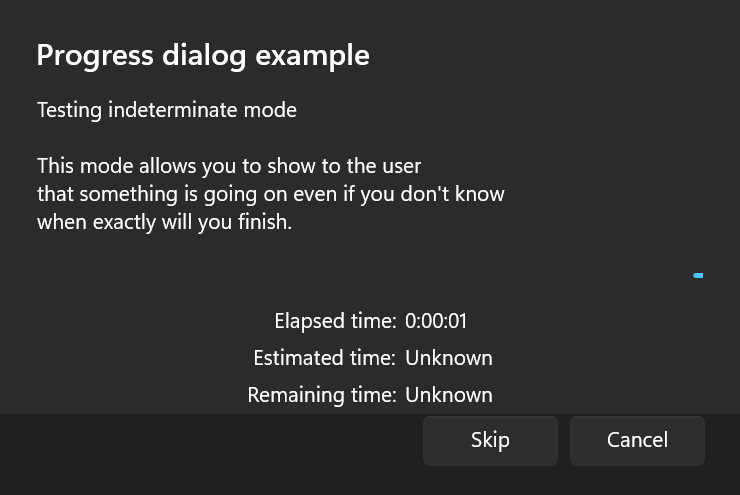 Progress dialog example
Testing indeterminate mode
This mode allows you to show to the user
that something is going on even if you don't know
when exactly will you finish.
Elapsed time: 0:00:01
Estimated time: Unknown
Remaining time: Unknown
Skip Cancel